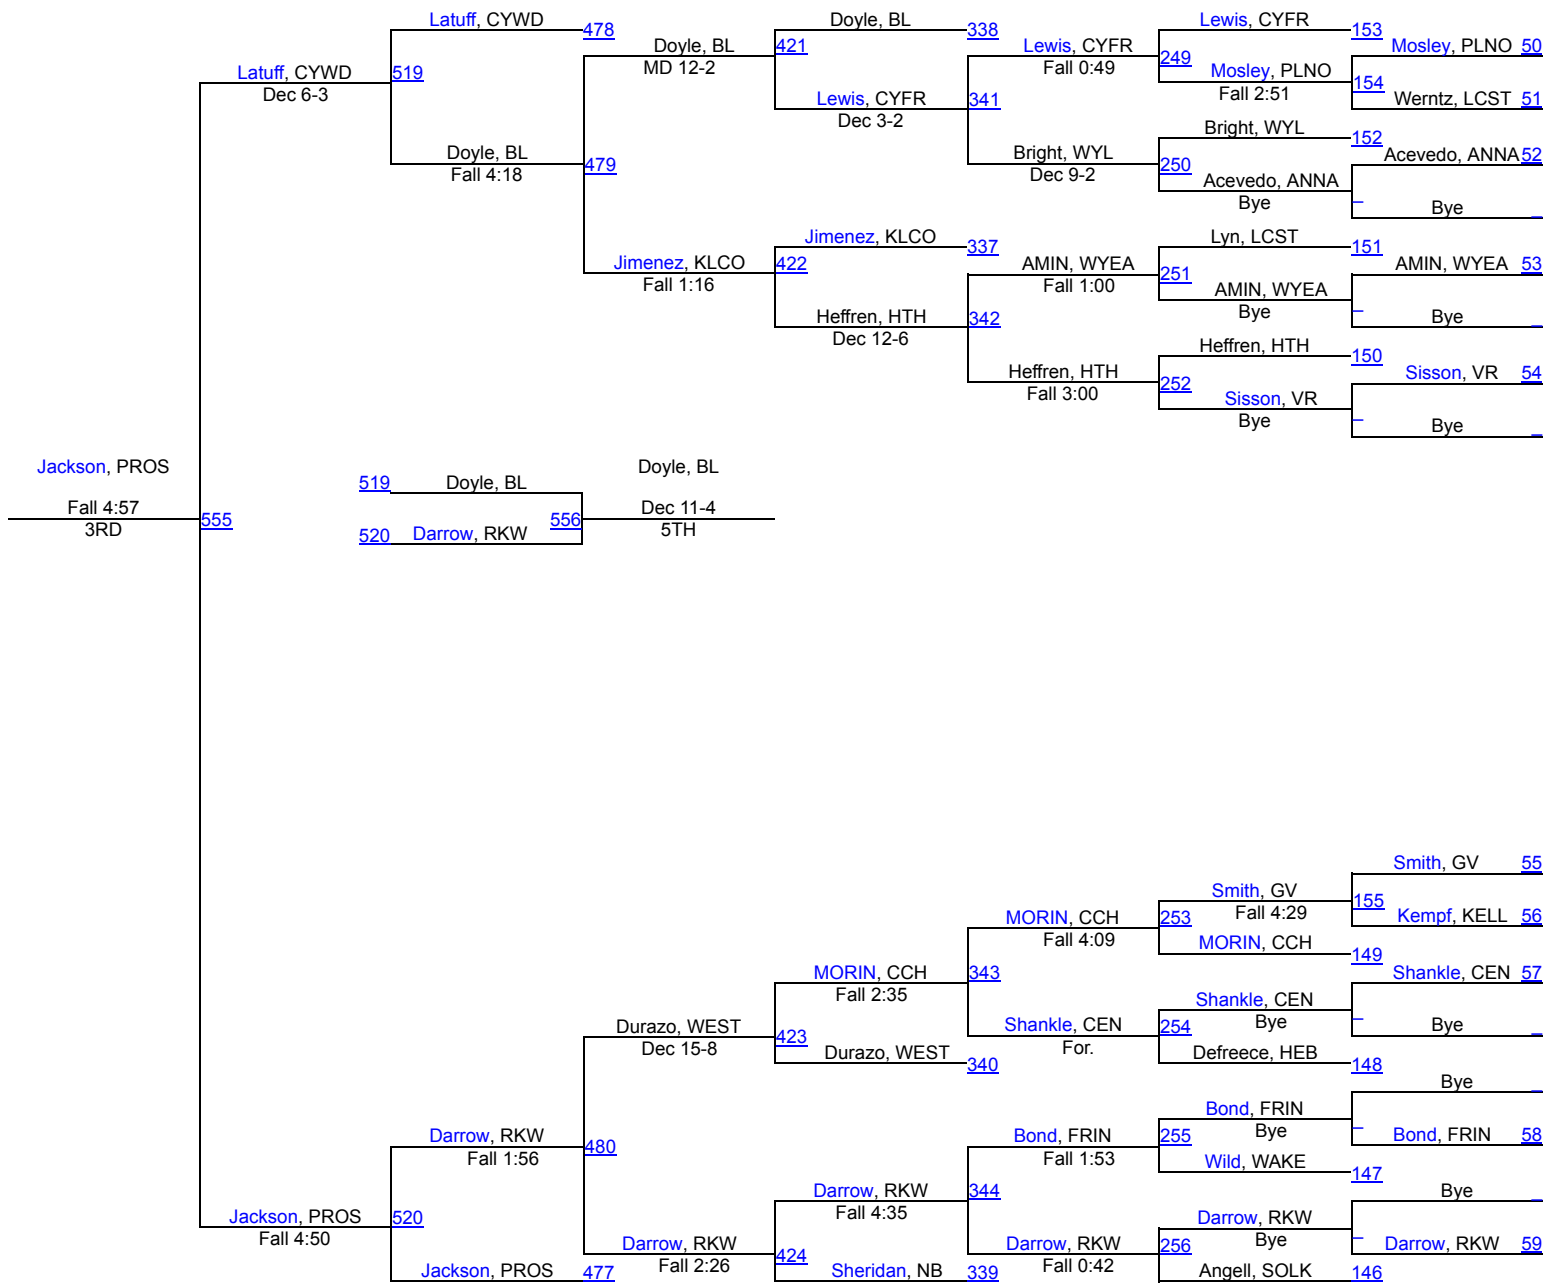 Latuff, CYWD 478
Doyle, BL 338
Lewis, CYFR 153
Doyle, BL 421
MD 12-2
Lewis, CYFR 249
Fall 0:49
Mosley, PLNO 50
Latuff, CYWD 519
Dec 6-3
Mosley, PLNO 154
Fall 2:51
Lewis, CYFR 341
Dec 3-2
Werntz, LCST 51
Bright, WYL 152
Doyle, BL 479
Fall 4:18
Bright, WYL 250
Dec 9-2
Acevedo, ANNA 52
Acevedo, ANNA _
Bye
Bye _
Jimenez, KLCO 337
Lyn, LCST 151
Jimenez, KLCO 422
Fall 1:16
AMIN, WYEA 251
Fall 1:00
AMIN, WYEA 53
AMIN, WYEA _
Bye
Heffren, HTH 342
Dec 12-6
Bye _
Heffren, HTH 150
Heffren, HTH 252
Fall 3:00
Sisson, VR 54
Sisson, VR _
Bye
Bye _
Jackson, PROS
Doyle, BL
519 Doyle, BL
Fall 4:57
3RD
555
556
Dec 11-4
5TH
520 Darrow, RKW
Smith, GV 55
Smith, GV 155
Fall 4:29
MORIN, CCH 253
Fall 4:09
Kempf, KELL 56
MORIN, CCH 149
MORIN, CCH 343
Fall 2:35
Shankle, CEN 57
Shankle, CEN _
Bye
Durazo, WEST 423
Dec 15-8
Shankle, CEN 254
For.
Bye _
Durazo, WEST 340
Defreece, HEB 148
Bye _
Bond, FRIN _
Bye
Darrow, RKW 480
Fall 1:56
Bond, FRIN 255
Fall 1:53
Bond, FRIN 58
Wild, WAKE 147
Darrow, RKW 344
Fall 4:35
Bye _
Jackson, PROS 520
Fall 4:50
Darrow, RKW _
Bye
Darrow, RKW 424
Fall 2:26
Darrow, RKW 256
Fall 0:42
Darrow, RKW 59
Jackson, PROS 477
Sheridan, NB 339
Angell, SOLK 146